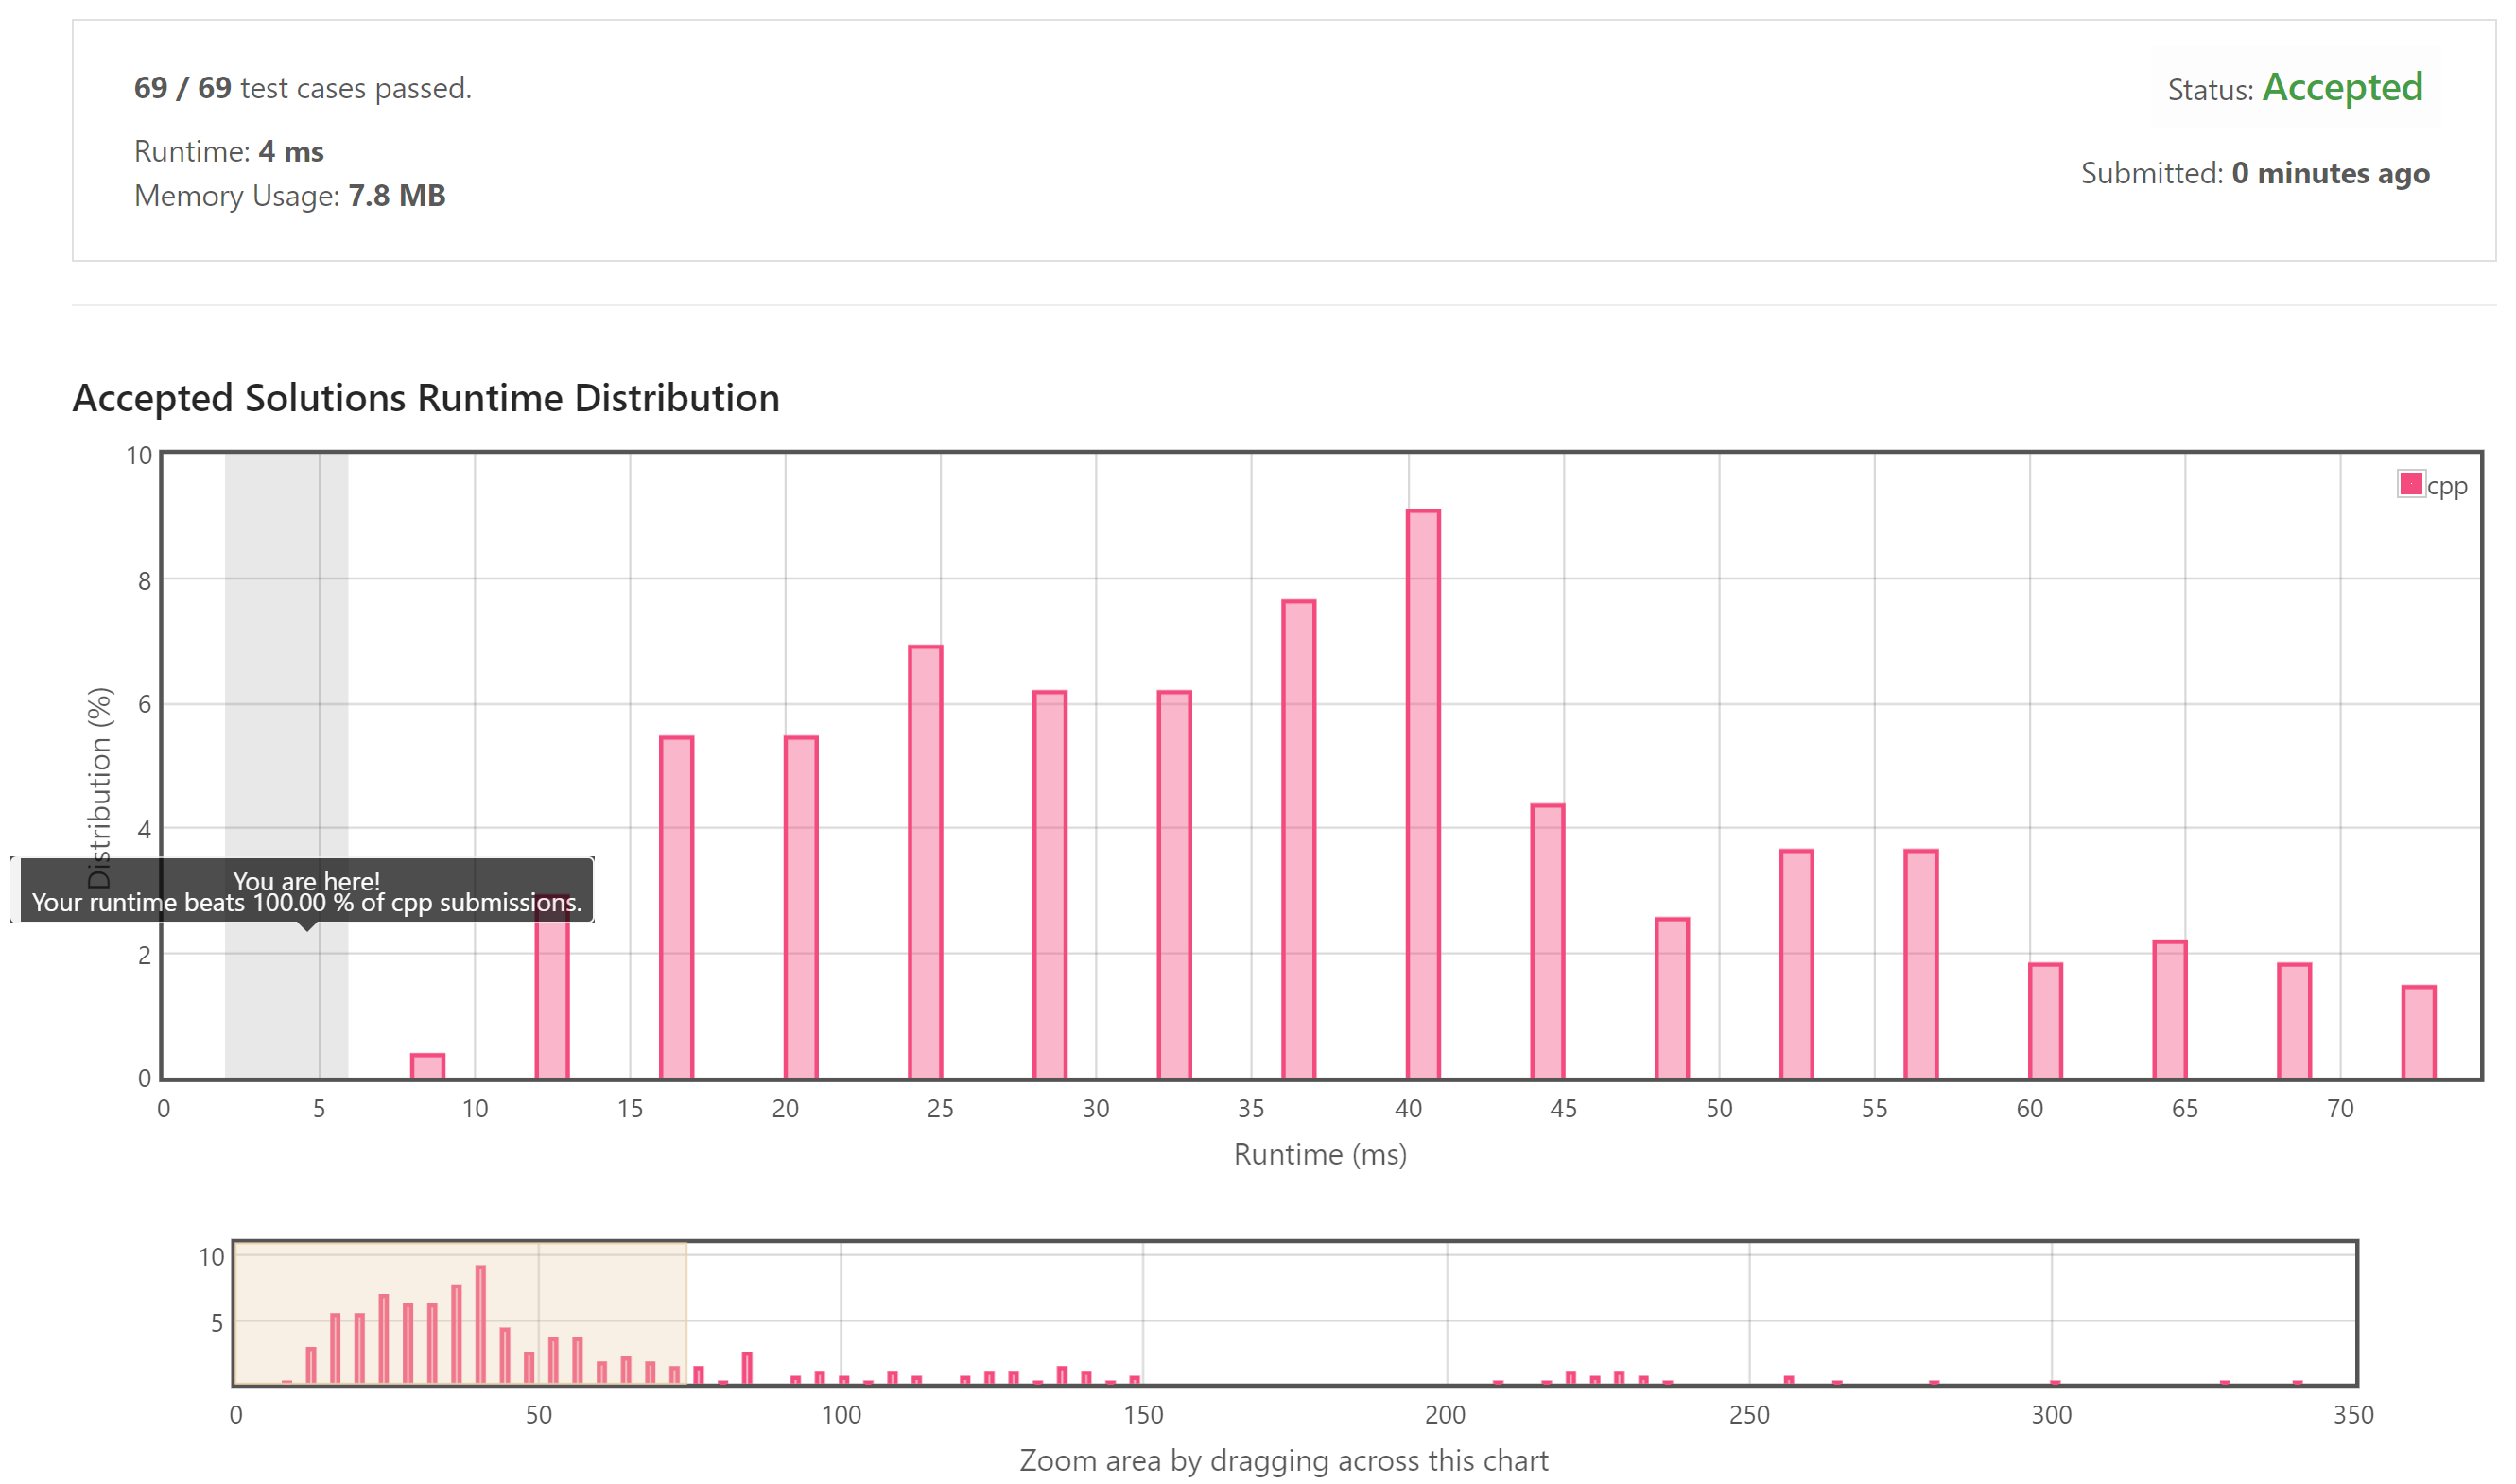 69 / 69 test cases passed.
Status: Accepted
Runtime: 4 ms
Submitted: 0 minutes ago
Memory Usage: 7.8 MB
Accepted Solutions Runtime Distribution
10
8
6
4
2
0
Distribution (%)
cpp
You are here!
Your runtime beats 100.00 % of cpp submissions.
0 5 10 15 20 25 30 35 40 45 50 55 60 65 70
Runtime (ms)
10
5
0 50 100 150 200 250 300 350
Zoom area by dragging across this chart